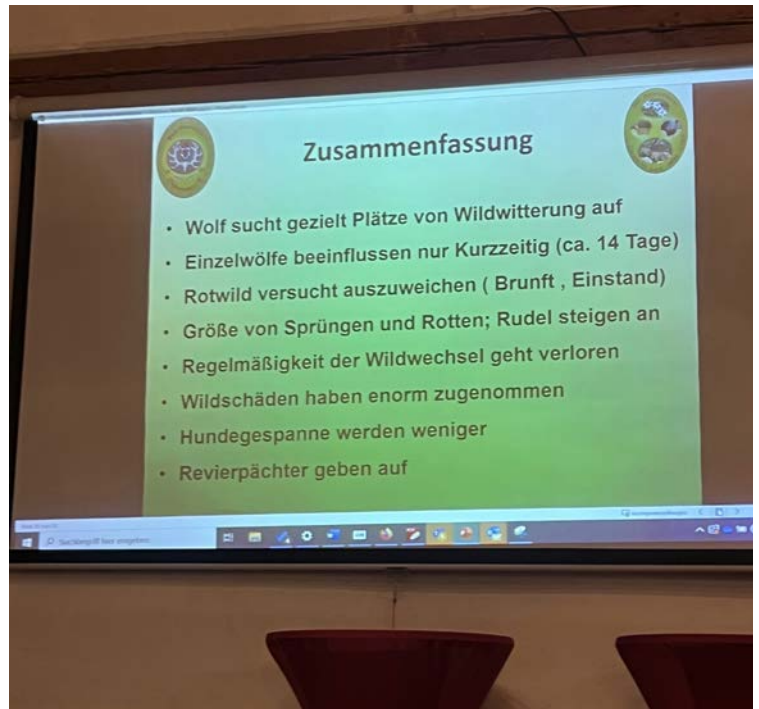 Zusammenfassung
• Wolf sucht gezielt Plätze von Wildwitterung auf
• Einzelwölfe beeinflussen nur Kurzzeitig (ca. 14 Tage)
• Rotwild versucht auszuweichen ( Brunft , Einstand)
• Größe von Sprüngen und Rotten; Rudel steigen an
• Regelmäßigkeit der Wildwechsel geht verloren
• Wildschäden haben enorm zugenommen
• Hundegespanne werden weniger
• Revierpächter geben auf